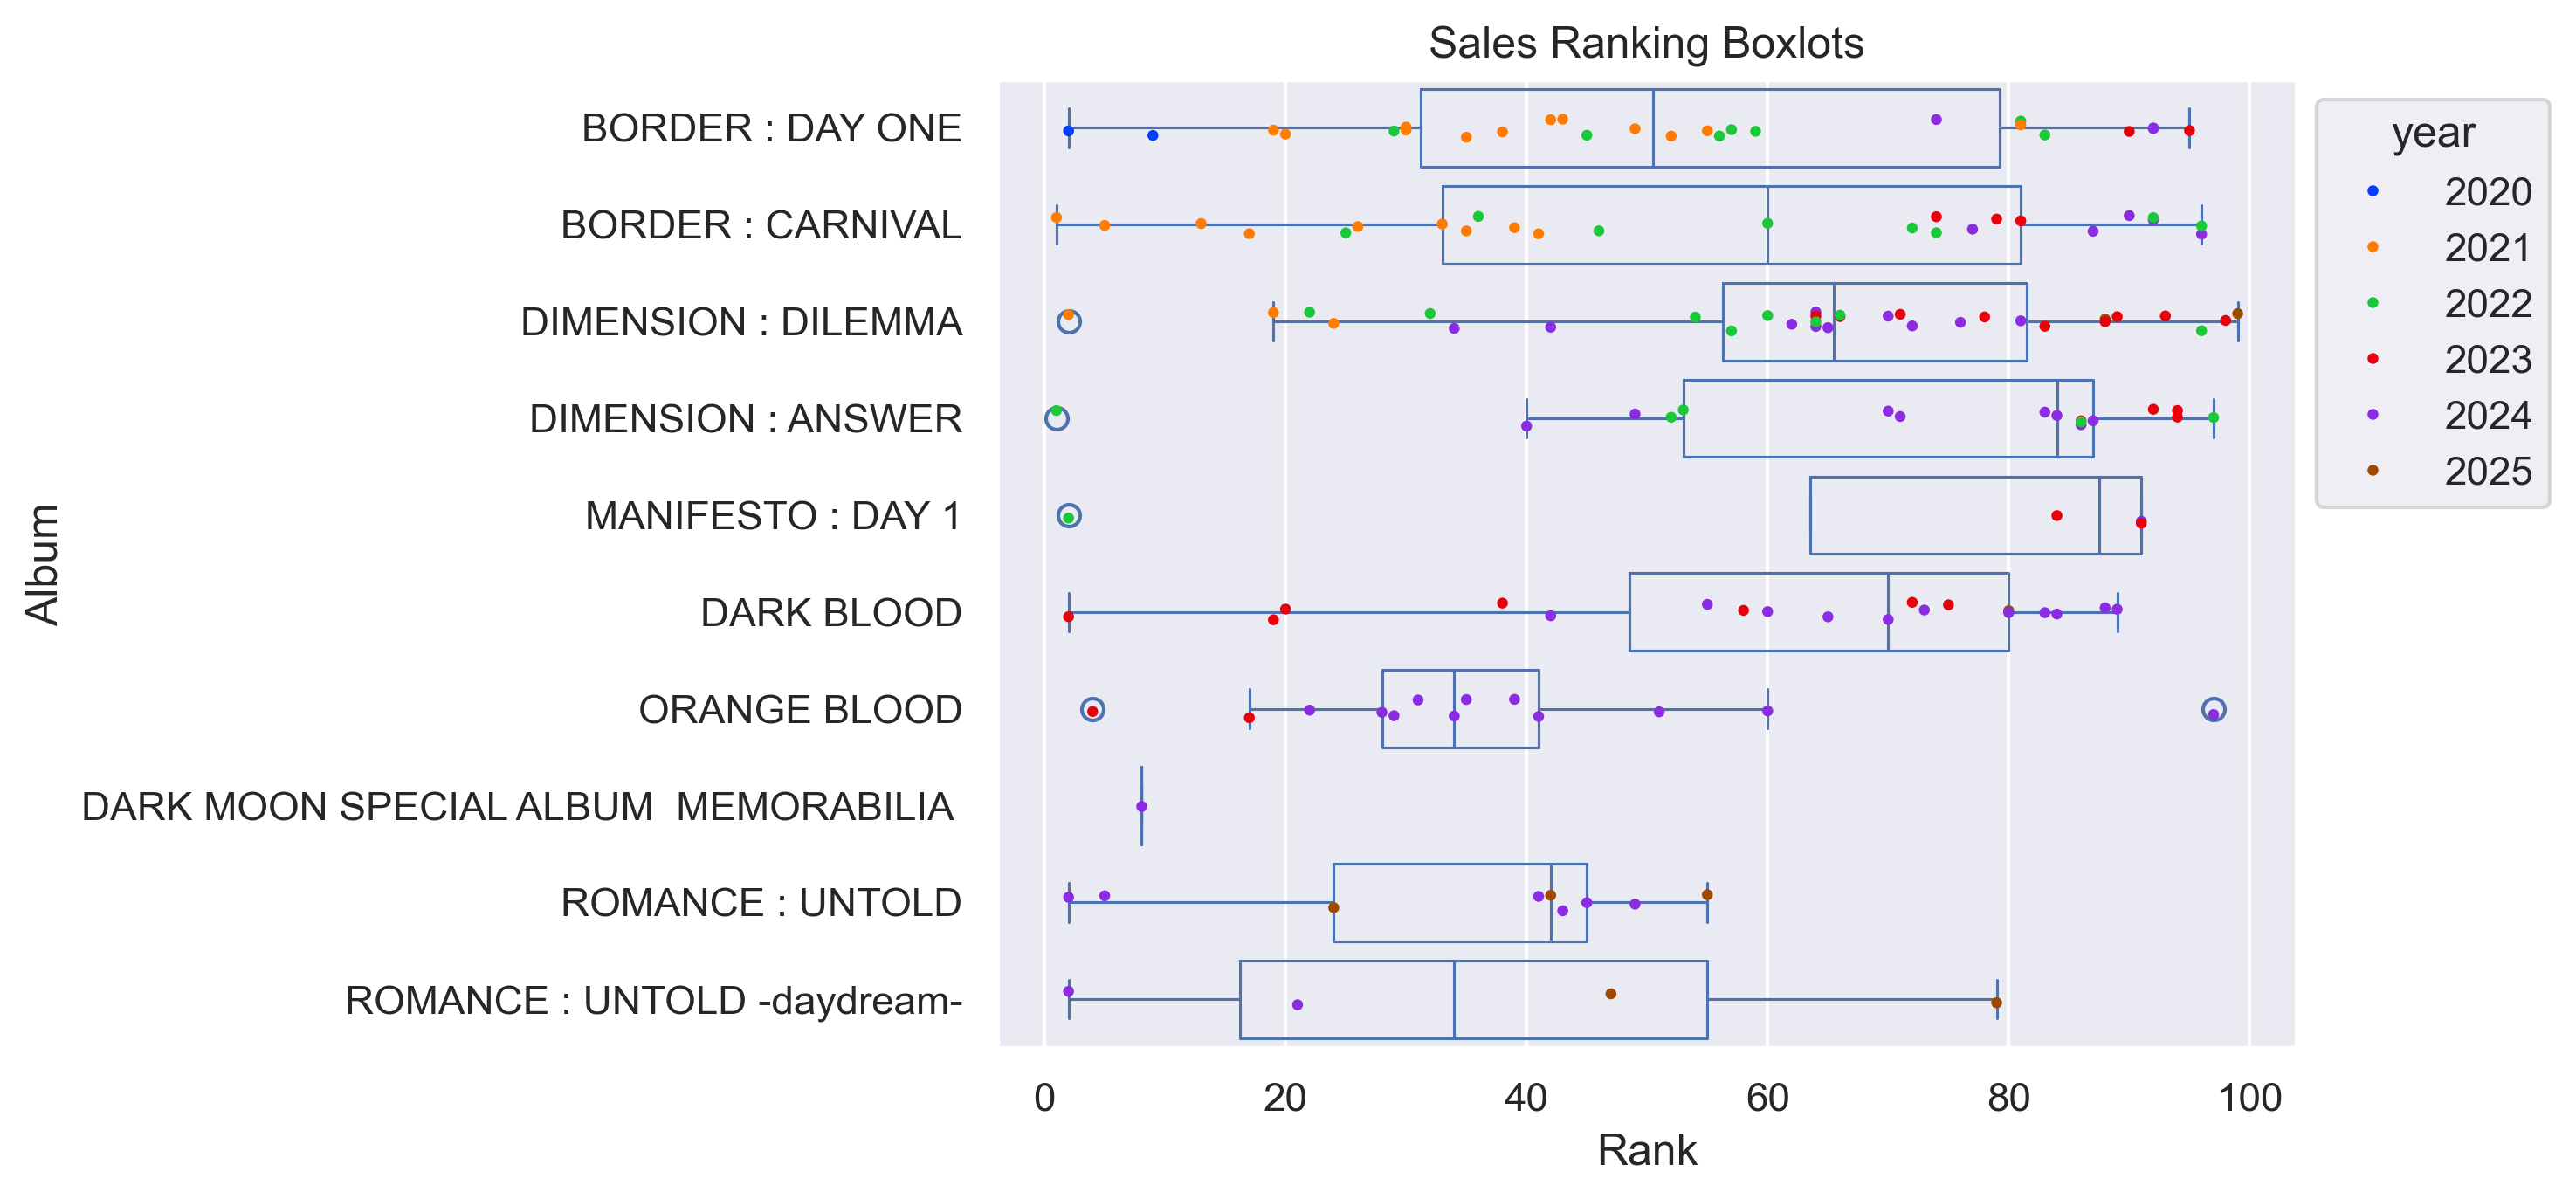 Sales Ranking Boxlots
BORDER : DAY ONE
BORDER : CARNIVAL
DIMENSION : DILEMMA
DIMENSION : ANSWER
MANIFESTO : DAY 1
DARK BLOOD
ORANGE BLOOD
DARK MOON SPECIAL ALBUM  MEMORABILIA
ROMANCE : UNTOLD
ROMANCE : UNTOLD -daydream-
Album
0 20 40 60 80 100
Rank
year
2020
2021
2022
2023
2024
2025